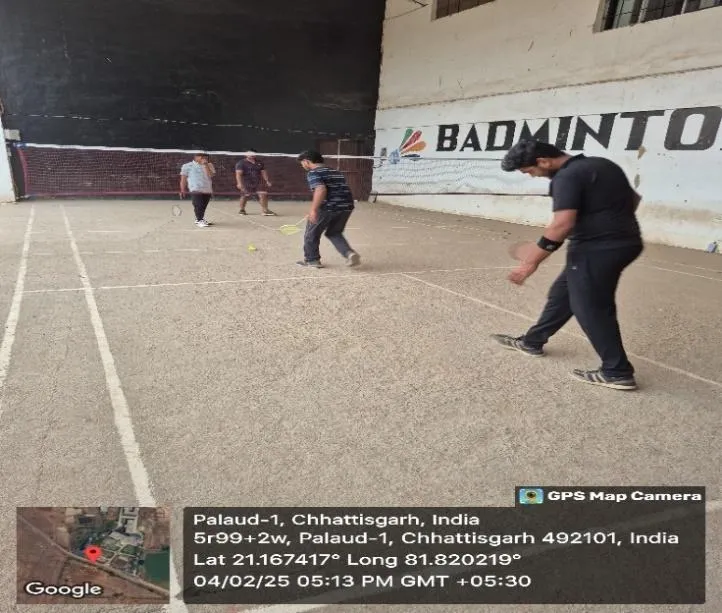 BADMINTO
GPS Map Camera
Palaud-1, Chhattisgarh, India
5r99+2w, Palaud-1, Chhattisgarh 492101, India
Lat 21.167417° Long 81.820219°
04/02/25 05:13 PM GMT +05:30
Google